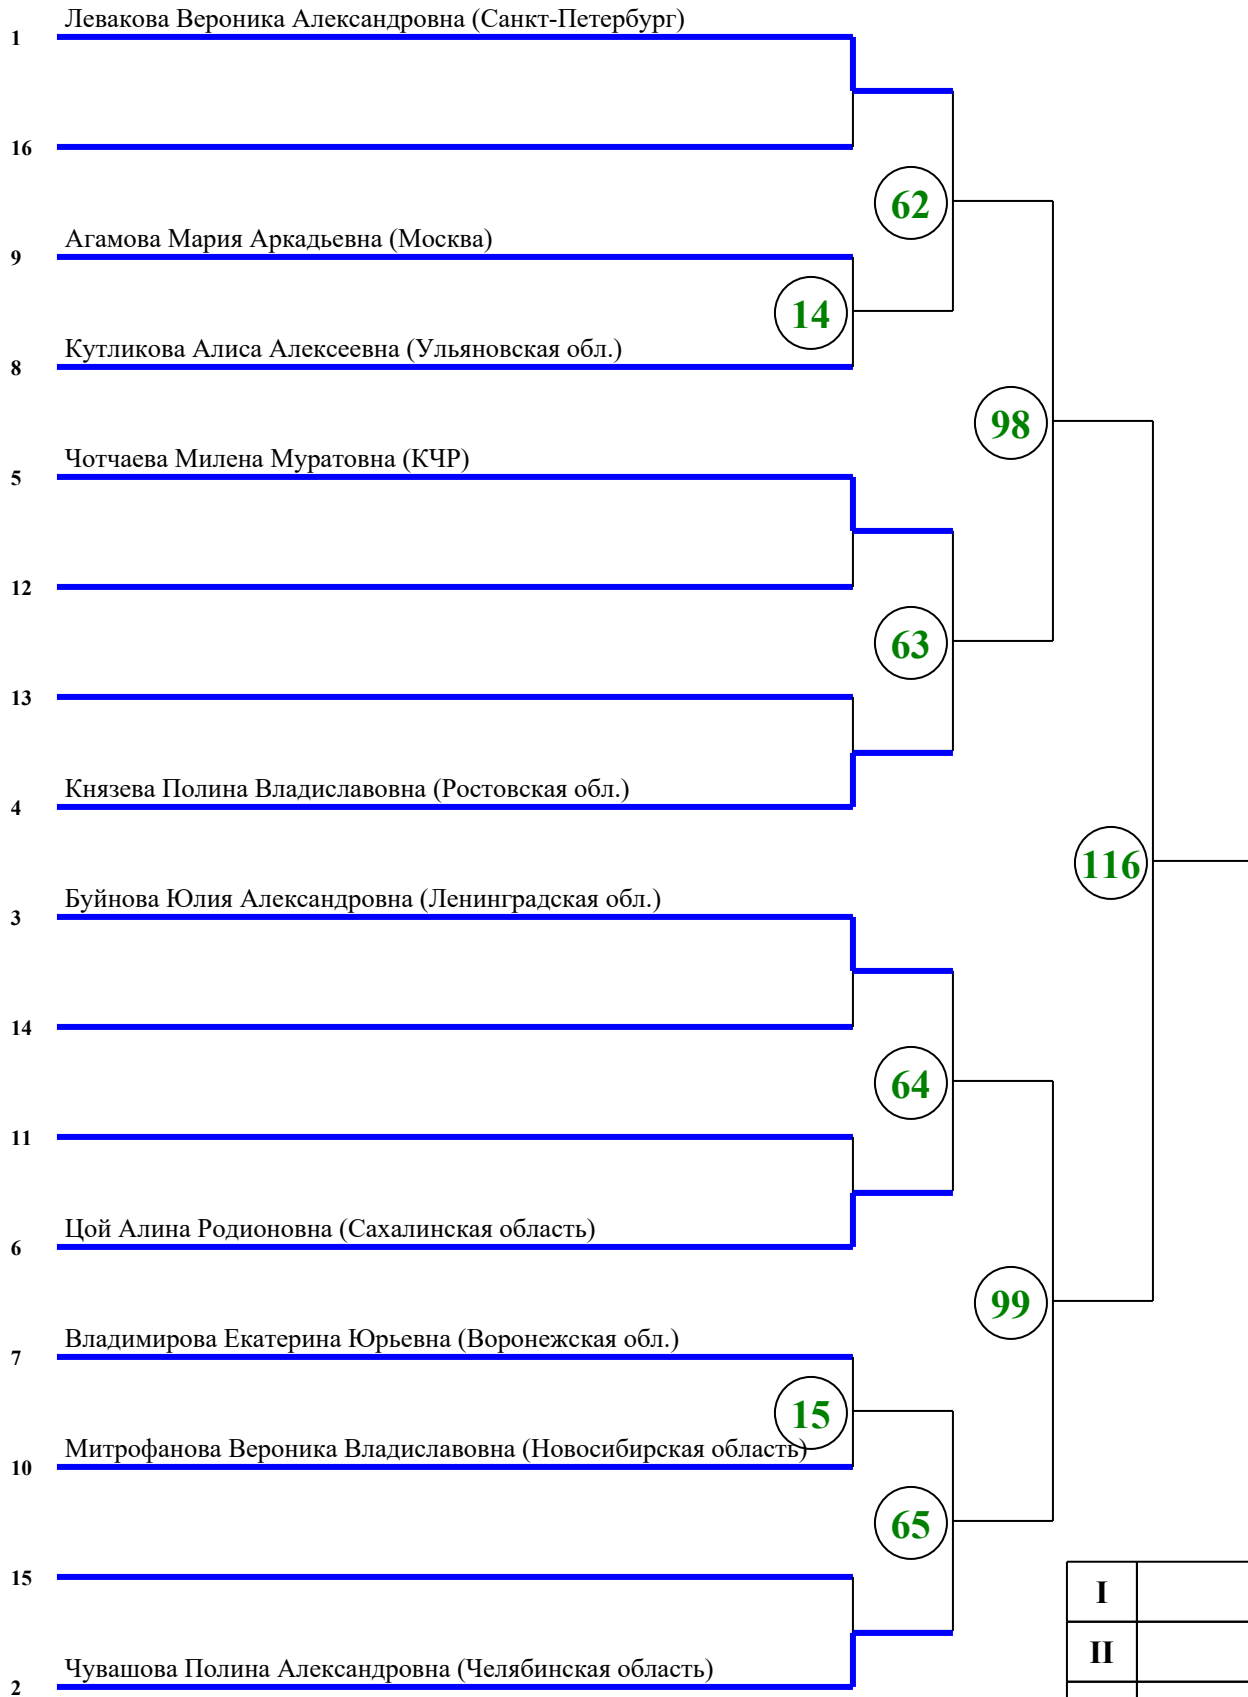 Левакова Вероника Александровна (Санкт-Петербург)
1
16
62
Агамова Мария Аркадьевна (Москва)
9
14
Кутликова Алиса Алексеевна (Ульяновская обл.)
8
98
Чотчаева Милена Муратовна (КЧР)
5
12
63
13
Князева Полина Владиславовна (Ростовская обл.)
4
116
Буйнова Юлия Александровна (Ленинградская обл.)
3
14
64
11
Цой Алина Родионовна (Сахалинская область)
6
99
Владимирова Екатерина Юрьевна (Воронежская обл.)
7
15
Митрофанова Вероника Владиславовна (Новосибирская область)
10
65
15
I
II
Чувашова Полина Александровна (Челябинская область)
2